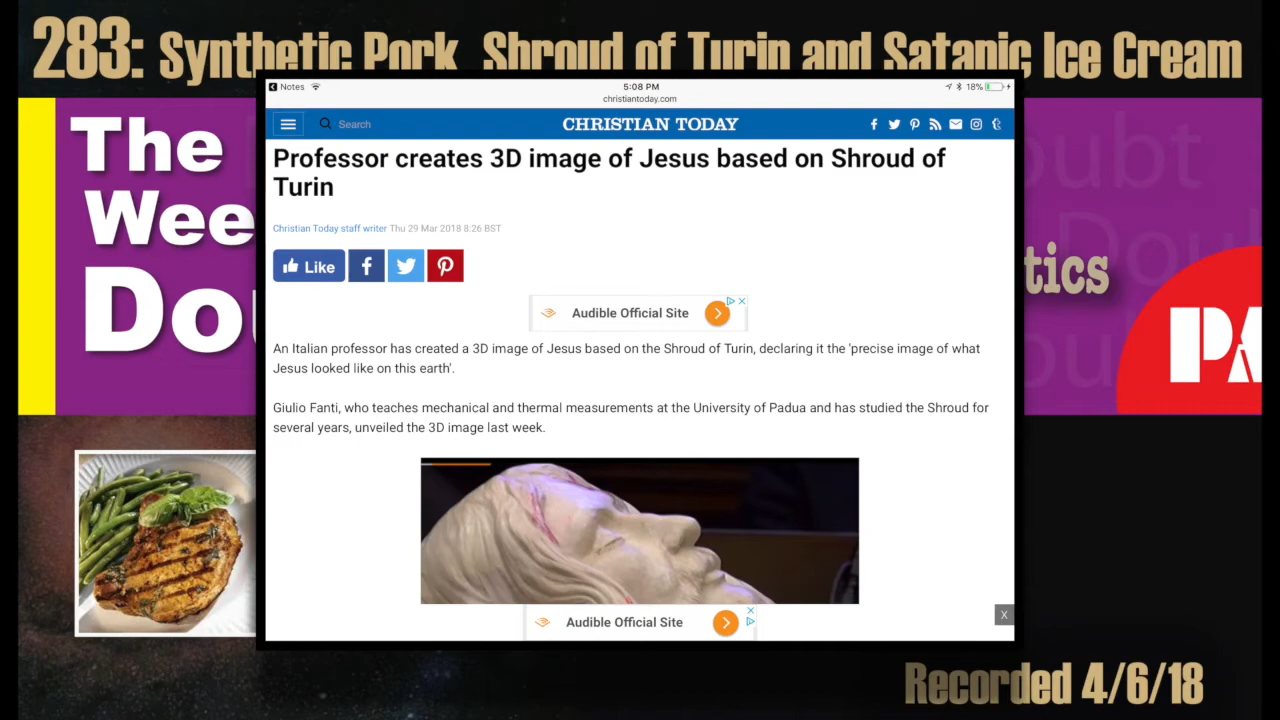 283: Synthetic Pork, Shroud of Turin and Satanic Ice Cream
The
Wee
Do
tics
PA
Notes
5:08 PM
18%
christiantoday.com
Search
CHRISTIAN TODAY
Professor creates 3D image of Jesus based on Shroud of
Turin
Christian Today staff writer Thu 29 Mar 2018 8:26 BST
Like
Audible Official Site
An Italian professor has created a 3D image of Jesus based on the Shroud of Turin, declaring it the 'precise image of what
Jesus looked like on this earth'.
Giulio Fanti, who teaches mechanical and thermal measurements at the University of Padua and has studied the Shroud for
several years, unveiled the 3D image last week.
Audible Official Site
X
Recorded 4/6/18